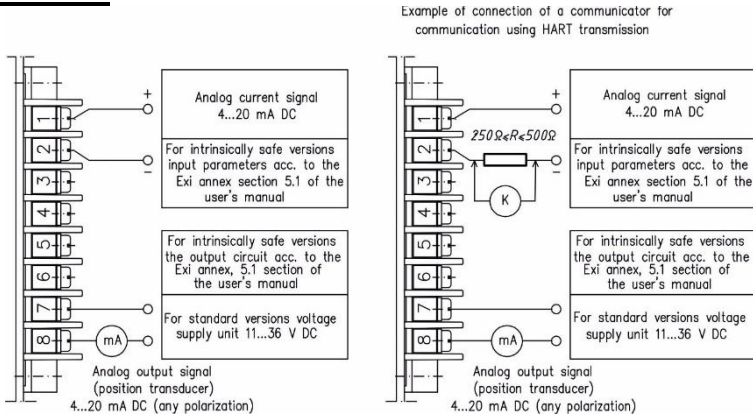 Example of connection of a communicator for
communication using HART transmission
+
Analog current signal
4...20 mA DC
For intrinsically safe versions
input parameters acc. to the
Exi annex section 5.1 of the
user's manual
−
For intrinsically safe versions
the output circuit acc. to the
Exi annex, 5.1 section of
the user's manual
For standard versions voltage
supply unit 11...36 V DC
1
2
3
4
5
6
7
8
mA
Analog output signal
(position transducer)
4...20 mA DC (any polarization)
+
Analog current signal
4...20 mA DC
250Ω≤R≤500Ω
For intrinsically safe versions
input parameters acc. to the
Exi annex section 5.1 of the
user's manual
−
K
For intrinsically safe versions
the output circuit acc. to the
Exi annex, 5.1 section of
the user's manual
For standard versions voltage
supply unit 11...36 V DC
1
2
3
4
5
6
7
8
mA
Analog output signal
(position transducer)
4...20 mA DC (any polarization)